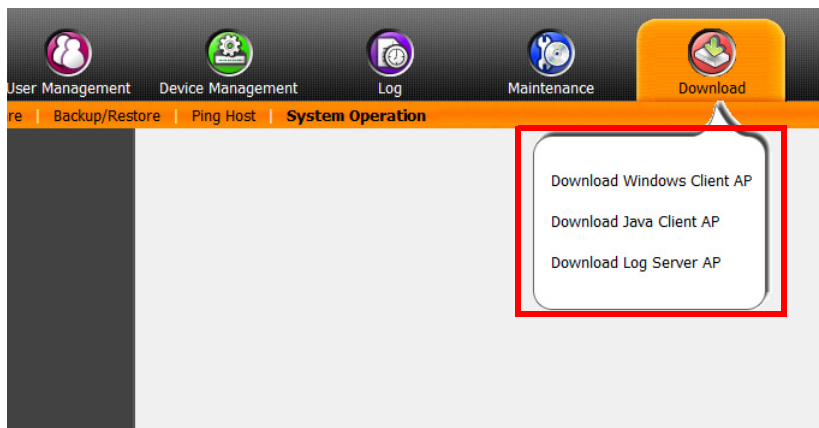 User Management Device Management Log Maintenance Download
re | Backup/Restore | Ping Host | System Operation
Download Windows Client AP
Download Java Client AP
Download Log Server AP